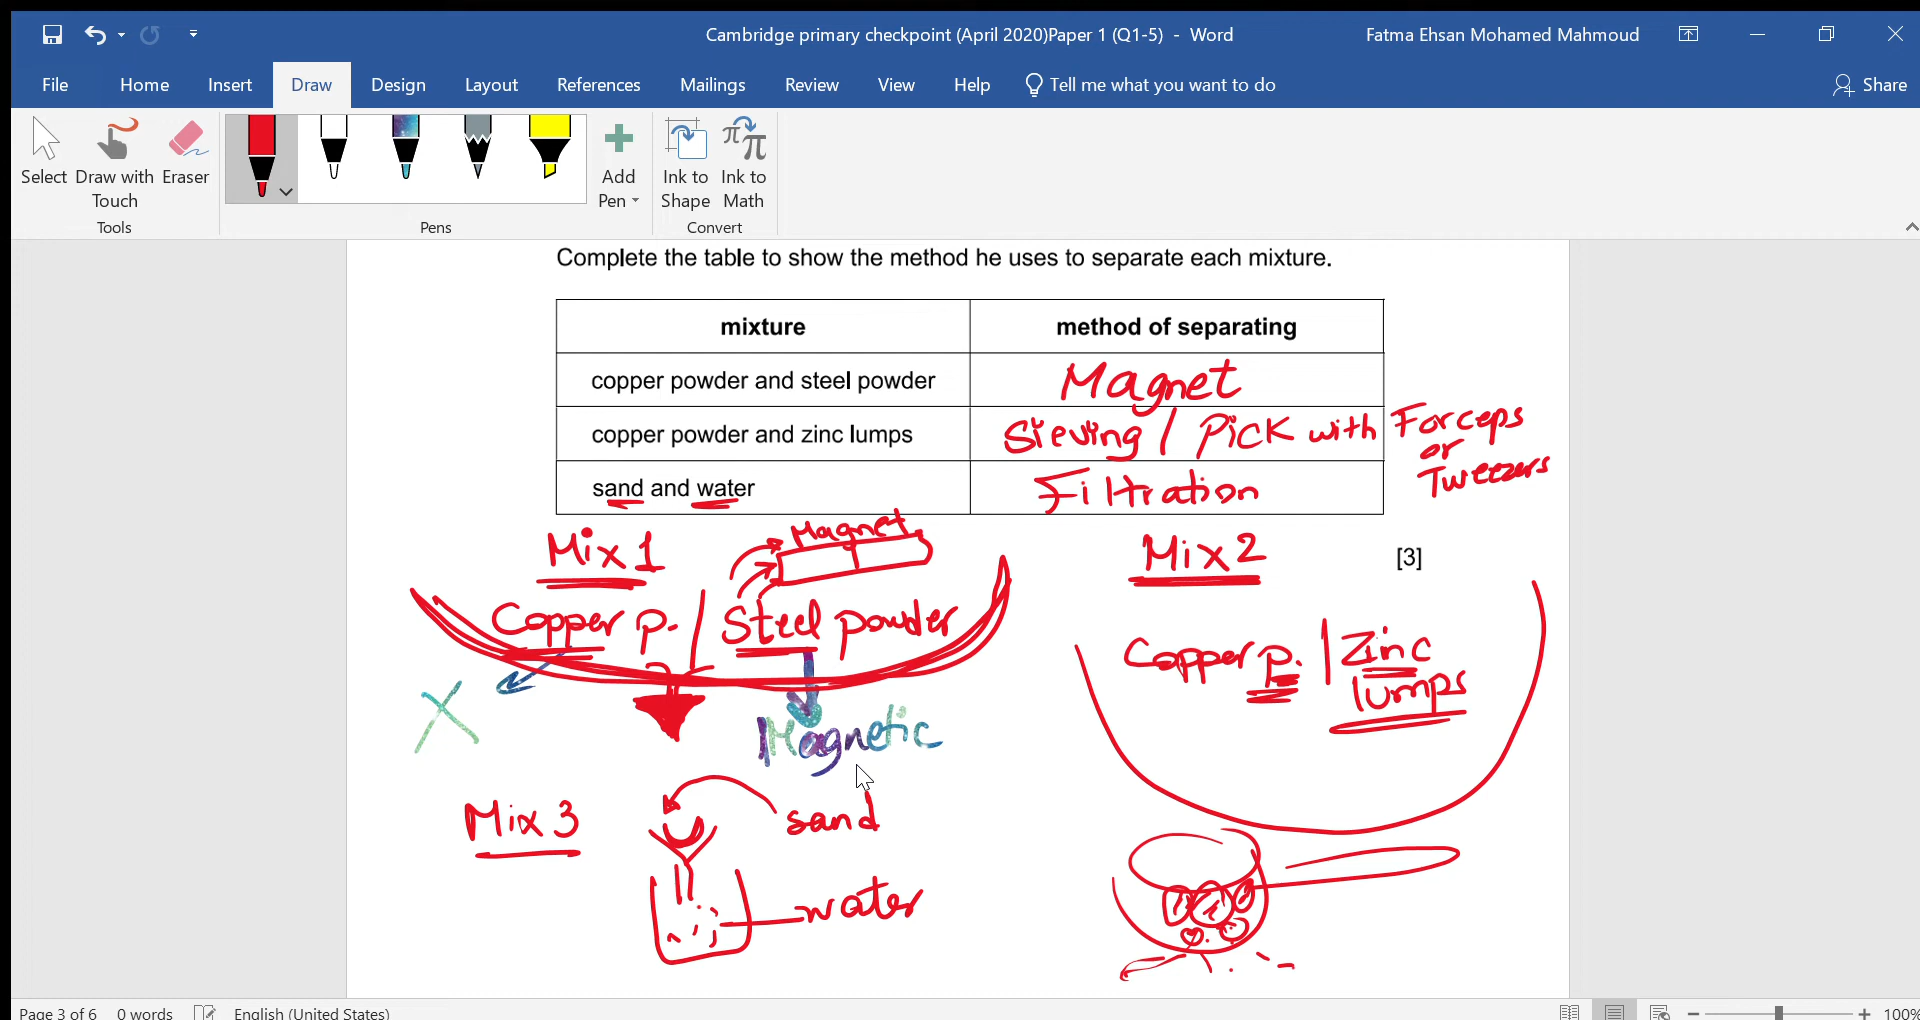 Cambridge primary checkpoint (April 2020)Paper 1 (Q1-5) - Word
Fatma Ehsan Mohamed Mahmoud
File Home Insert Draw Design Layout References Mailings Review View Help Tell me what you want to do Share
Select
Draw with Touch
Eraser
Add Pen
Ink to Shape
Ink to Math
Tools
Pens
Convert
Complete the table to show the method he uses to separate each mixture.
mixture method of separating
copper powder and steel powder Magnet
copper powder and zinc lumps Sieving / Pick with Forceps
or
Tweezers
sand and water Filtration
[3]
Mix 1
Magnet
Copper p. / Steel powder
X
Magnetic
Mix 2
Copper p. | Zinc
lumps
Mix 3
sand
water
Page 3 of 6 0 words English (United States) 100%